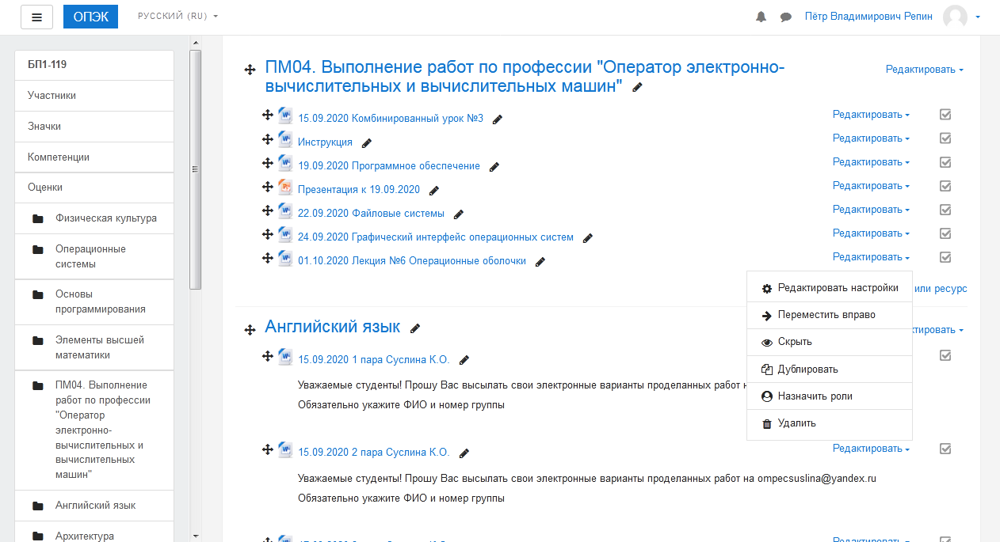 ОПЭК
РУССКИЙ (RU)
Пётр Владимирович Репин
БП1-119
Участники
Значки
Компетенции
Оценки
Физическая культура
Операционные
системы
Основы
программирования
Элементы высшей
математики
ПМ04. Выполнение
работ по профессии
"Оператор
электронно-
вычислительных и
вычислительных
машин"
Английский язык
Архитектура
ПМ04. Выполнение работ по профессии "Оператор электронно-
вычислительных и вычислительных машин"
Редактировать
15.09.2020 Комбинированный урок №3
Редактировать
Инструкция
Редактировать
19.09.2020 Программное обеспечение
Редактировать
Презентация к 19.09.2020
Редактировать
22.09.2020 Файловые системы
Редактировать
24.09.2020 Графический интерфейс операционных систем
Редактировать
01.10.2020 Лекция №6 Операционные оболочки
Редактировать
Редактировать настройки
Переместить вправо
Скрыть
Дублировать
Назначить роли
Удалить
или ресурс
Английский язык
ктировать
15.09.2020 1 пара Суслина К.О.
Уважаемые студенты! Прошу Вас высылать свои электронные варианты проделанных работ
Обязательно укажите ФИО и номер группы
15.09.2020 2 пара Суслина К.О.
Редактировать
Уважаемые студенты! Прошу Вас высылать свои электронные варианты проделанных работ на ompecsuslina@yandex.ru
Обязательно укажите ФИО и номер группы
Редактировать